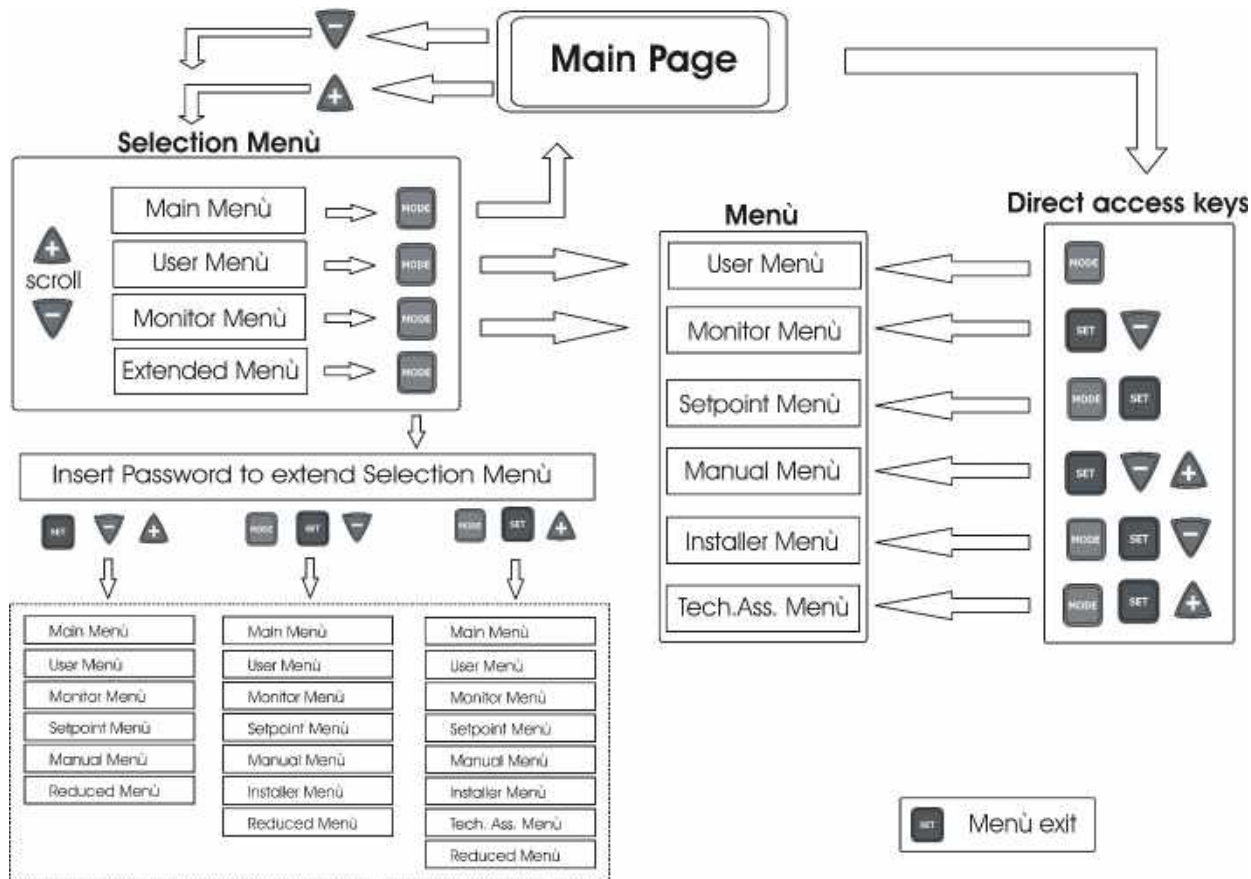 Main Page
Selection Menù
Main Menù
MODE
User Menù
MODE
scroll
Monitor Menù
MODE
Extended Menù
MODE
Insert Password to extend Selection Menù
SET
MODE SET
MODE SET
Main Menù
User Menù
Monitor Menù
Setpoint Menù
Manual Menù
Reduced Menù
Main Menù
User Menù
Monitor Menù
Setpoint Menù
Manual Menù
Installer Menù
Reduced Menù
Main Menù
User Menù
Monitor Menù
Setpoint Menù
Manual Menù
Installer Menù
Tech. Ass. Menù
Reduced Menù
Menù
User Menù
Monitor Menù
Setpoint Menù
Manual Menù
Installer Menù
Tech.Ass. Menù
Direct access keys
MODE
SET
MODE SET
SET
MODE SET
MODE SET
SET Menù exit